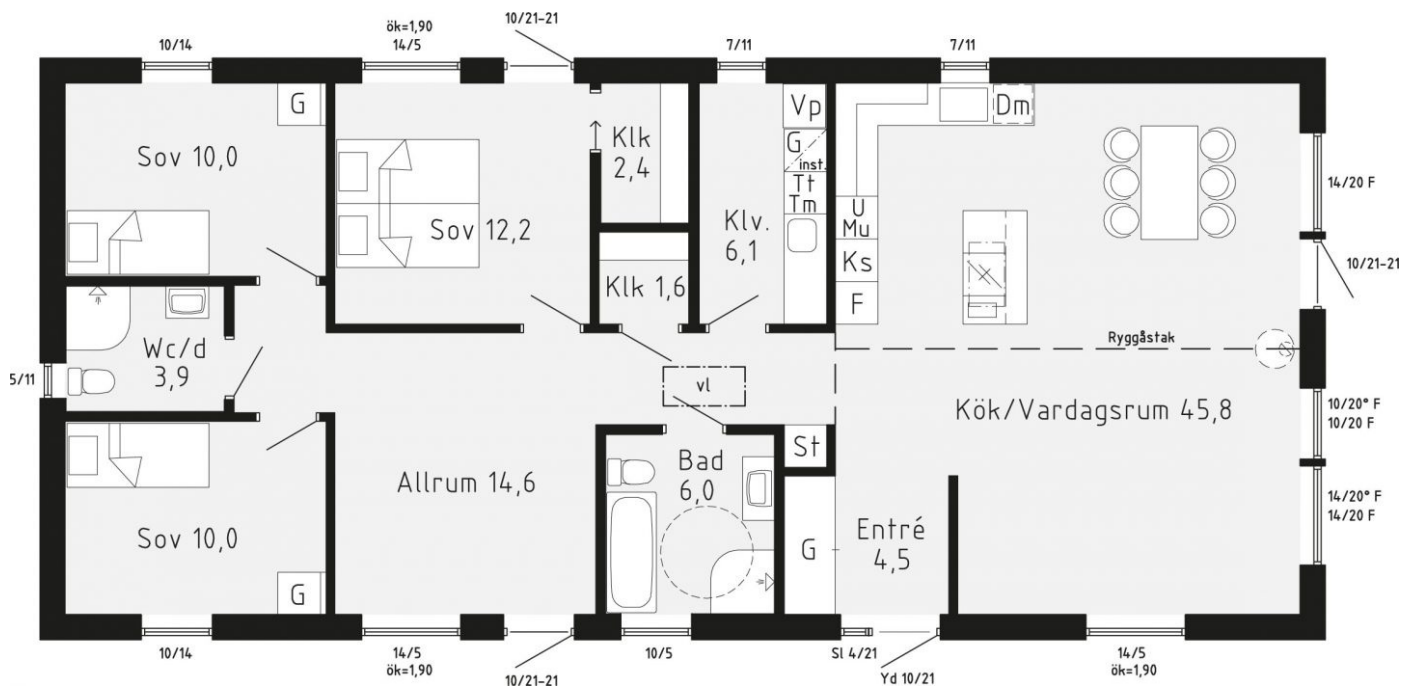 ök=1,90
10/21-21
10/14
14/5
7/11
7/11
G
Vp
Dm
Klk
2,4
G
inst.
Sov 10,0
Tt
Tm
14/20 F
U
Mu
Sov 12,2
Klv.
6,1
Ks
10/21-21
Klk 1,6
F
Wc/d
3,9
Ryggåstak
5/11
vl
Kök/Vardagsrum 45,8
10/20° F
10/20 F
St
Bad
6,0
Allrum 14,6
14/20° F
14/20 F
Sov 10,0
Entré
4,5
G
G
10/14
14/5
ök=1,90
10/21-21
10/5
Sl 4/21
Yd 10/21
14/5
ök=1,90